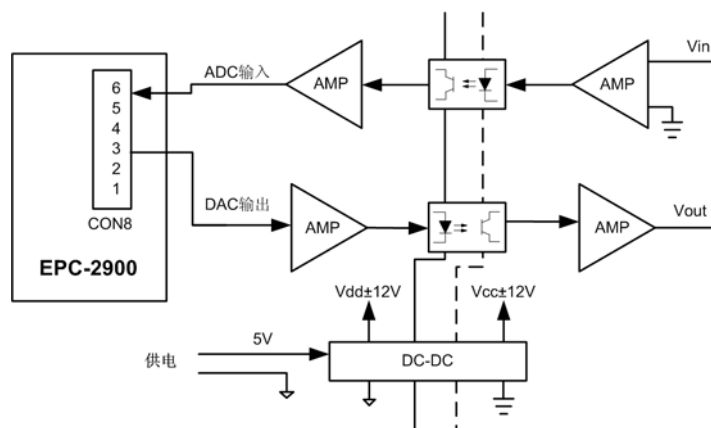 ADC输入
AMP
AMP
Vin
6
5
4
3
2
1
CON8
EPC-2900
DAC输出
AMP
AMP
Vout
Vdd±12V
Vcc±12V
供电
5V
DC-DC